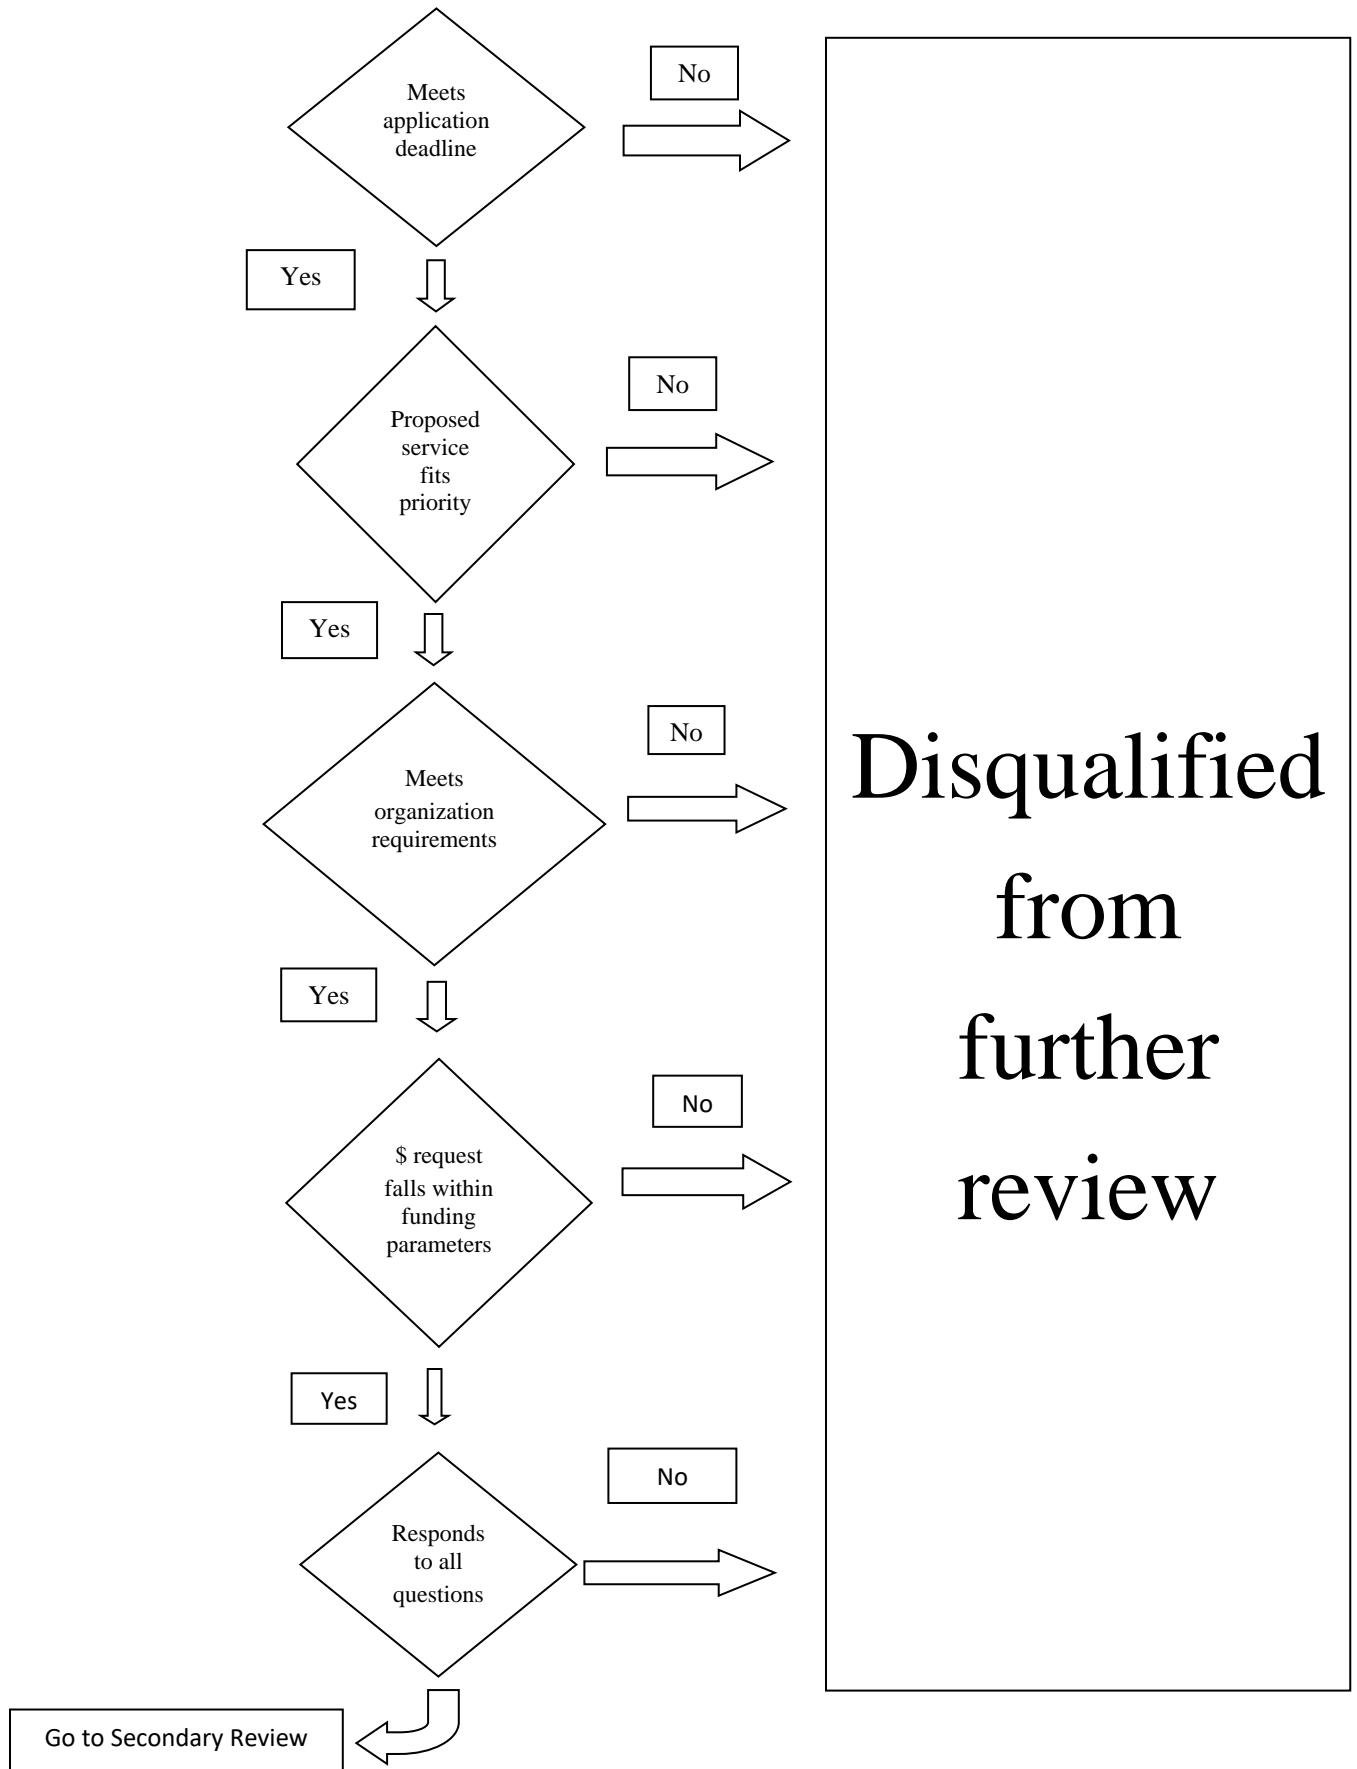 Meets
application
deadline
No
Yes
Proposed
service
fits
priority
No
Yes
Meets
organization
requirements
No
Yes
$ request
falls within
funding
parameters
No
Yes
Responds
to all
questions
No
Go to Secondary Review
Disqualified
from
further
review